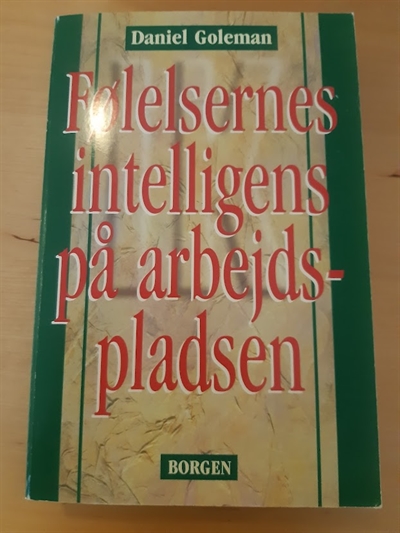 Daniel Goleman
Følelsernes
intelligens
på arbejds-
pladsen
BORGEN